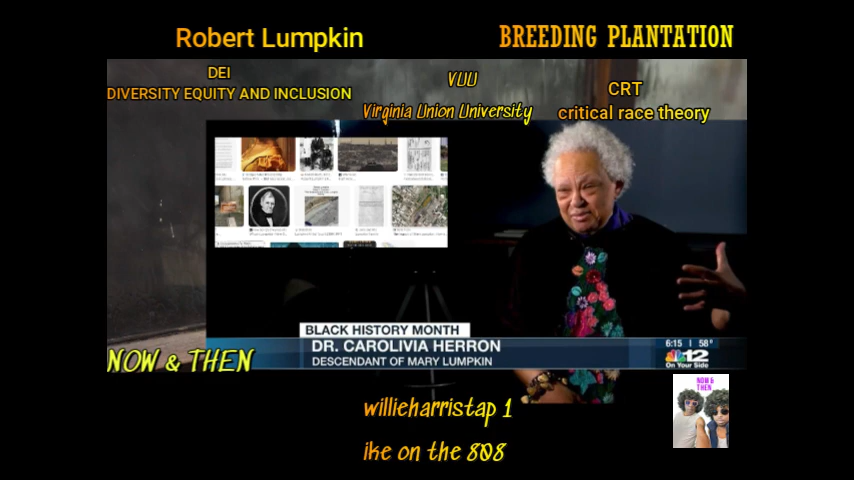 Robert Lumpkin
BREEDING PLANTATION
DEI
DIVERSITY EQUITY AND INCLUSION
VUU
Virginia Union University
CRT
critical race theory
BLACK HISTORY MONTH
DR. CAROLIVIA HERRON
DESCENDANT OF MARY LUMPKIN
6:15 | 58°
NBC 12
On Your Side
NOW & THEN
NOW &
THEN
willieharristap 1
ike on the 808